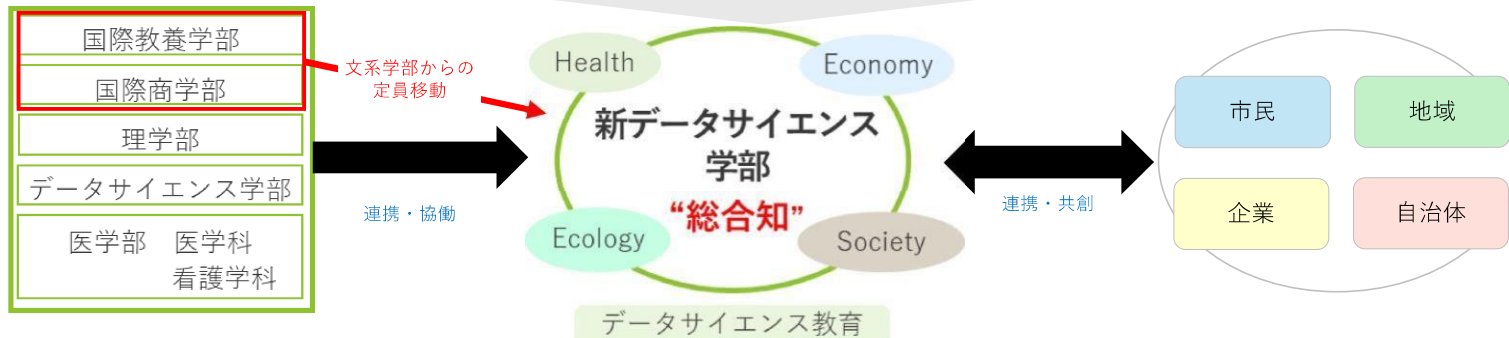 国際教養学部
国際商学部
理学部
データサイエンス学部
医学部　医学科
看護学科
文系学部からの
定員移動
連携・協働
Health
Economy
新データサイエンス
学部
“総合知”
Ecology
Society
データサイエンス教育
連携・共創
市民
地域
企業
自治体